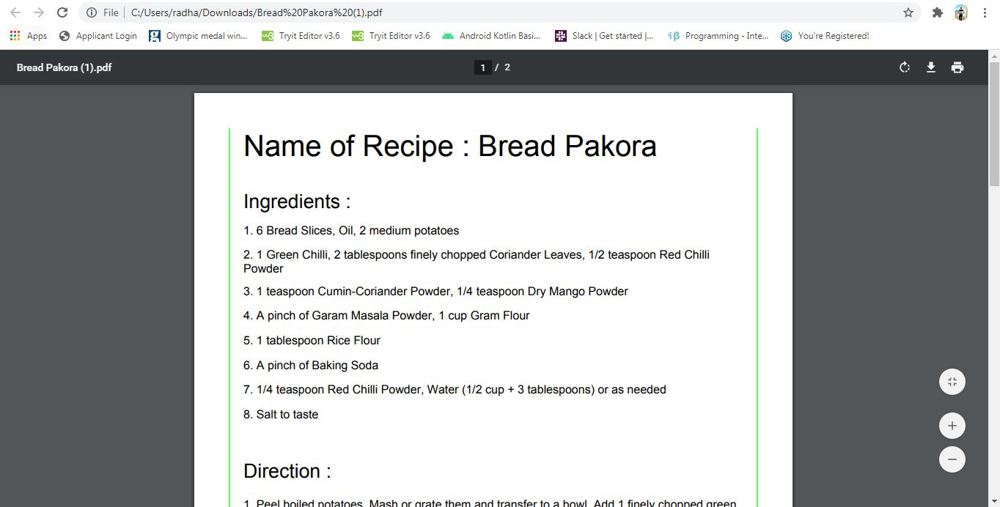 File C:/Users/radha/Downloads/Bread%20Pakora%20(1).pdf
Apps Applicant Login Olympic medal win... Tryit Editor v3.6 Tryit Editor v3.6 Android Kotlin Basi... Slack | Get started |... Programming - Inte... You're Registered!
Bread Pakora (1).pdf 1 / 2
Name of Recipe : Bread Pakora
Ingredients :
1. 6 Bread Slices, Oil, 2 medium potatoes
2. 1 Green Chilli, 2 tablespoons finely chopped Coriander Leaves, 1/2 teaspoon Red Chilli
Powder
3. 1 teaspoon Cumin-Coriander Powder, 1/4 teaspoon Dry Mango Powder
4. A pinch of Garam Masala Powder, 1 cup Gram Flour
5. 1 tablespoon Rice Flour
6. A pinch of Baking Soda
7. 1/4 teaspoon Red Chilli Powder, Water (1/2 cup + 3 tablespoons) or as needed
8. Salt to taste
Direction :
1. Peel boiled potatoes. Mash or grate them and transfer to a bowl. Add 1 finely chopped green